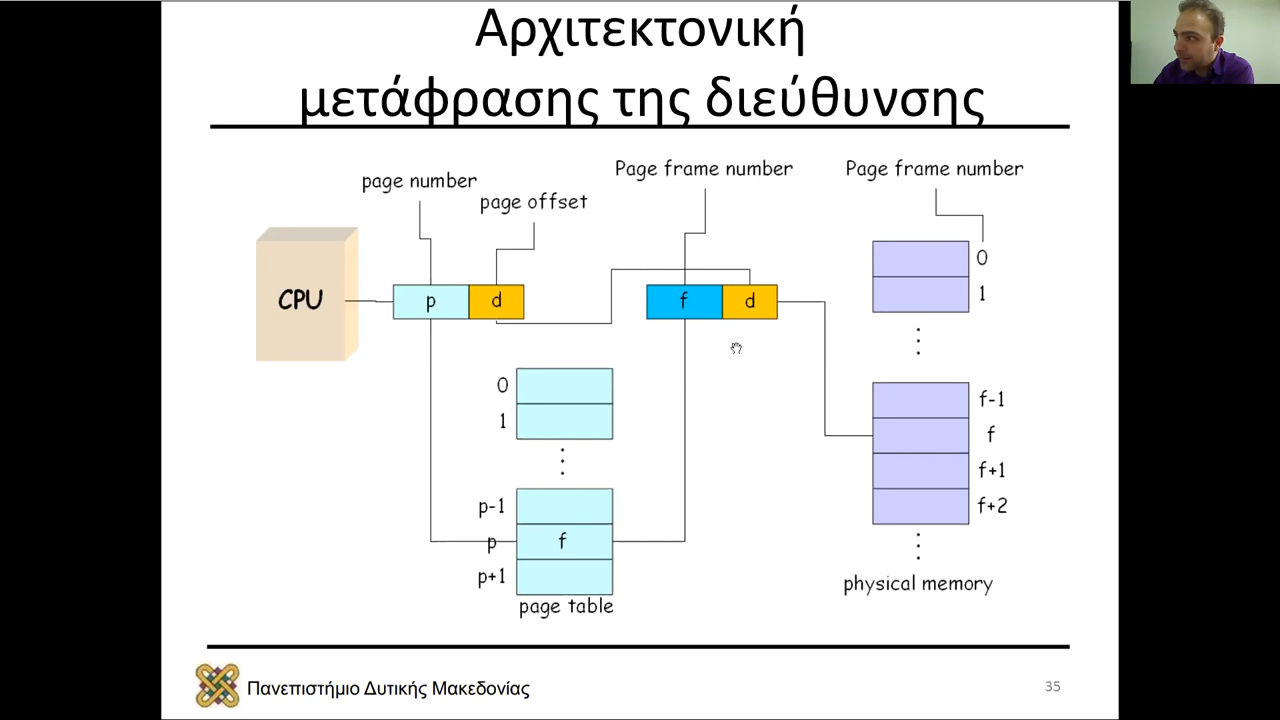 Αρχιτεκτονική
μετάφρασης της διεύθυνσης
page number
page offset
Page frame number
Page frame number
CPU
p
d
f
d
0
1
0
1
p-1
p
f
p+1
page table
f-1
f
f+1
f+2
physical memory
Πανεπιστήμιο Δυτικής Μακεδονίας
35